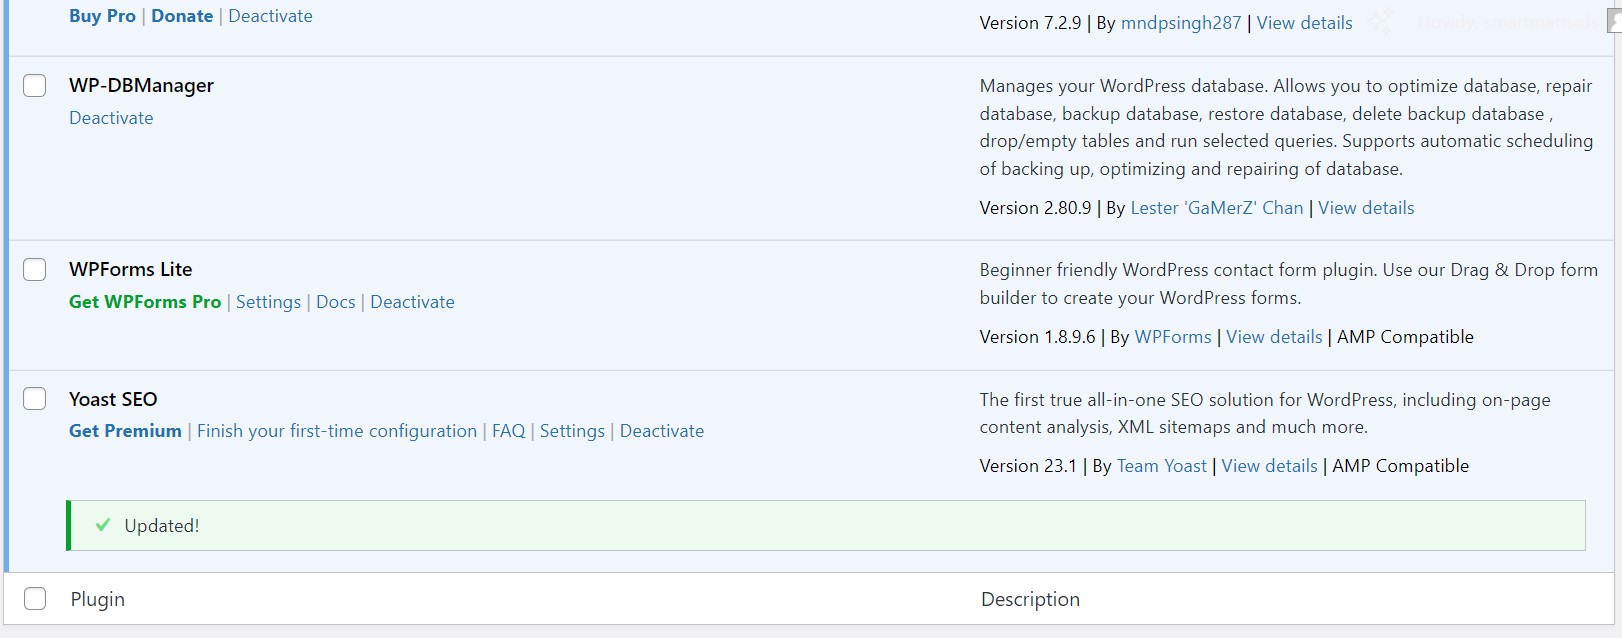 Buy Pro | Donate | Deactivate
Version 7.2.9 | By mndpsingh287 | View details
WP-DBManager
Deactivate
Manages your WordPress database. Allows you to optimize database, repair
database, backup database, restore database, delete backup database ,
drop/empty tables and run selected queries. Supports automatic scheduling
of backing up, optimizing and repairing of database.
Version 2.80.9 | By Lester 'GaMerZ' Chan | View details
WPForms Lite
Get WPForms Pro | Settings | Docs | Deactivate
Beginner friendly WordPress contact form plugin. Use our Drag & Drop form
builder to create your WordPress forms.
Version 1.8.9.6 | By WPForms | View details | AMP Compatible
Yoast SEO
Get Premium | Finish your first-time configuration | FAQ | Settings | Deactivate
The first true all-in-one SEO solution for WordPress, including on-page
content analysis, XML sitemaps and much more.
Version 23.1 | By Team Yoast | View details | AMP Compatible
Updated!
Plugin
Description